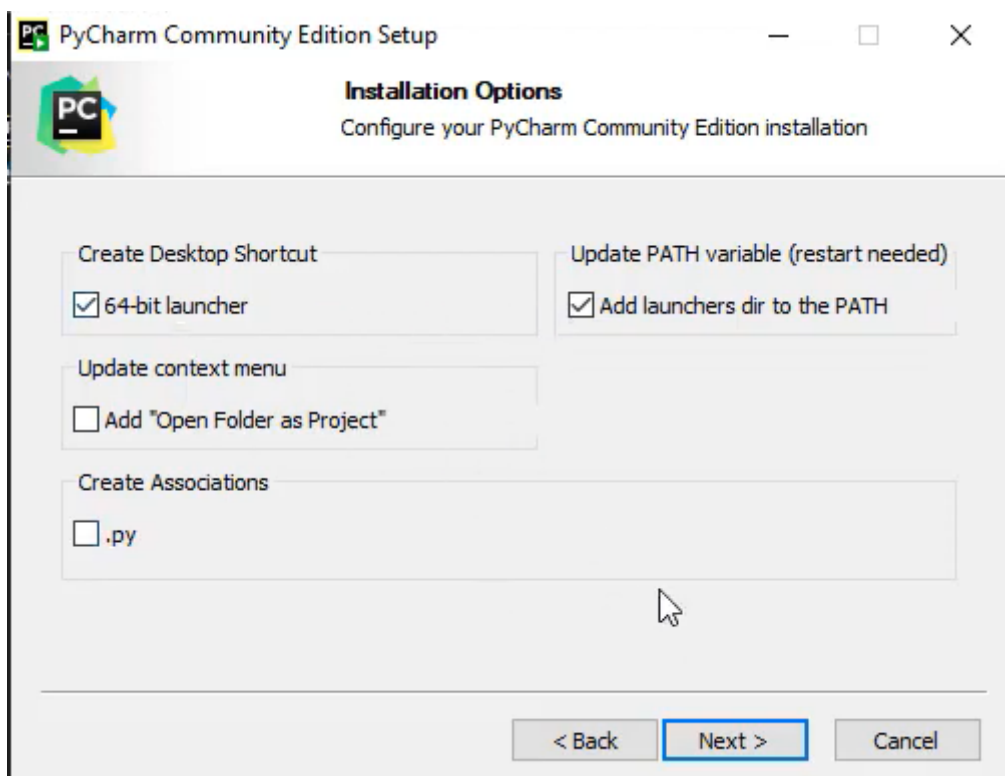 PyCharm Community Edition Setup
PC
Installation Options
Configure your PyCharm Community Edition installation
Create Desktop Shortcut
64-bit launcher
Update PATH variable (restart needed)
Add launchers dir to the PATH
Update context menu
Add "Open Folder as Project"
Create Associations
.py
< Back
Next >
Cancel